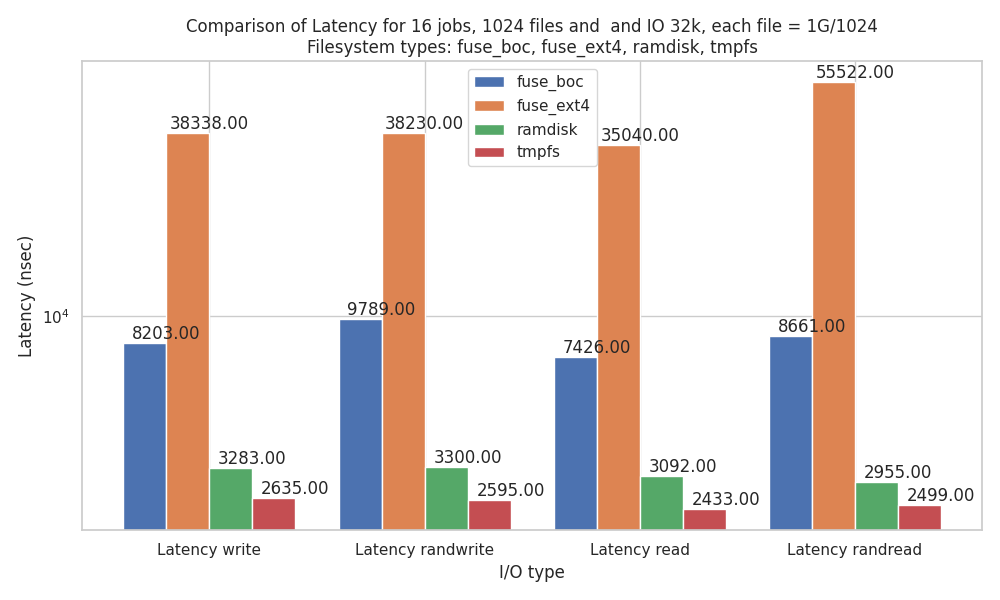 Comparison of Latency for 16 jobs, 1024 files and  and IO 32k, each file = 1G/1024
Filesystem types: fuse_boc, fuse_ext4, ramdisk, tmpfs
fuse_boc
fuse_ext4
ramdisk
tmpfs
38338.00
38230.00
35040.00
55522.00
8203.00
9789.00
7426.00
8661.00
3283.00
3300.00
3092.00
2955.00
2635.00
2595.00
2433.00
2499.00
Latency (nsec)
10⁴
Latency write
Latency randwrite
Latency read
Latency randread
I/O type